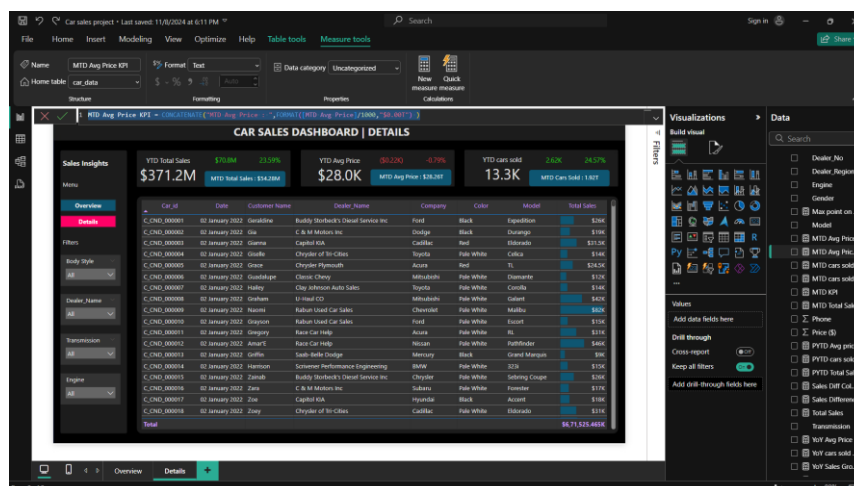 Car sales project • Last saved: 11/8/2024 at 6:11 PM
Search
Sign in
File Home Insert Modeling View Optimize Help Table tools Measure tools
Share
Name MTD Avg Price KPI
Home table car_data
Structure
Format Text
$ % 9 Auto
Formatting
Data category Uncategorized
Properties
New measure
Quick measure
Calculations
1 MTD Avg Price KPI = CONCATENATE("MTD Avg Price : ",FORMAT([MTD Avg Price]/1000,"$0.00T") )
CAR SALES DASHBOARD | DETAILS
Sales Insights
Menu
Overview
Details
Filters
Body Style
All
Dealer_Name
All
Transmission
All
Engine
All
YTD Total Sales $70.8M 23.59%
$371.2M MTD Total Sales : $54.28M
YTD Avg Price ($0.22K) -0.79%
$28.0K MTD Avg Price : $28.26T
YTD cars sold 2.62K 24.57%
13.3K MTD Cars Sold : 1.92T
Car_id Date Customer Name Dealer_Name Company Color Model Total Sales
C_CND_000001 02 January 2022 Geraldine Buddy Storbeck's Diesel Service Inc Ford Black Expedition $26K
C_CND_000002 02 January 2022 Gia C & M Motors Inc Dodge Black Durango $19K
C_CND_000003 02 January 2022 Gianna Capitol KIA Cadillac Red Eldorado $31.5K
C_CND_000004 02 January 2022 Giselle Chrysler of Tri-Cities Toyota Pale White Celica $14K
C_CND_000005 02 January 2022 Grace Chrysler Plymouth Acura Red TL $24.5K
C_CND_000006 02 January 2022 Guadalupe Classic Chevy Mitsubishi Pale White Diamante $12K
C_CND_000007 02 January 2022 Hailey Clay Johnson Auto Sales Toyota Pale White Corolla $14K
C_CND_000008 02 January 2022 Graham U-Haul CO Mitsubishi Pale White Galant $42K
C_CND_000009 02 January 2022 Naomi Rabun Used Car Sales Chevrolet Pale White Malibu $82K
C_CND_000010 02 January 2022 Grayson Rabun Used Car Sales Ford Pale White Escort $15K
C_CND_000011 02 January 2022 Gregory Race Car Help Acura Pale White RL $31K
C_CND_000012 02 January 2022 Amar'E Race Car Help Nissan Pale White Pathfinder $46K
C_CND_000013 02 January 2022 Griffin Saab-Belle Dodge Mercury Black Grand Marquis $9K
C_CND_000014 02 January 2022 Harrison Scrivener Performance Engineering BMW Pale White 323i $15K
C_CND_000015 02 January 2022 Zainab Buddy Storbeck's Diesel Service Inc Chrysler Pale White Sebring Coupe $26K
C_CND_000016 02 January 2022 Zara C & M Motors Inc Subaru Pale White Forester $17K
C_CND_000017 02 January 2022 Zoe Capitol KIA Hyundai Black Accent $18K
C_CND_000018 02 January 2022 Zoey Chrysler of Tri-Cities Cadillac Pale White Eldorado $31K
Total $6,71,525.465K
Filters
Visualizations
Build visual
Values
Add data fields here
Drill through
Cross-report Off
Keep all filters On
Add drill-through fields here
Data
Search
Dealer_No
Dealer_Region
Engine
Gender
Max point on
Model
MTD Avg Price
MTD Avg Pric...
MTD cars sold
MTD cars sold
MTD KPI
MTD Total Sal
Phone
Price ($)
PYTD Avg pric
PYTD cars sold
PYTD Total Sal
Sales Diff Col...
Sales Difference
Total Sales
Transmission
YoY Avg Price
YoY cars sold
YoY Sales Gro...
Overview Details +